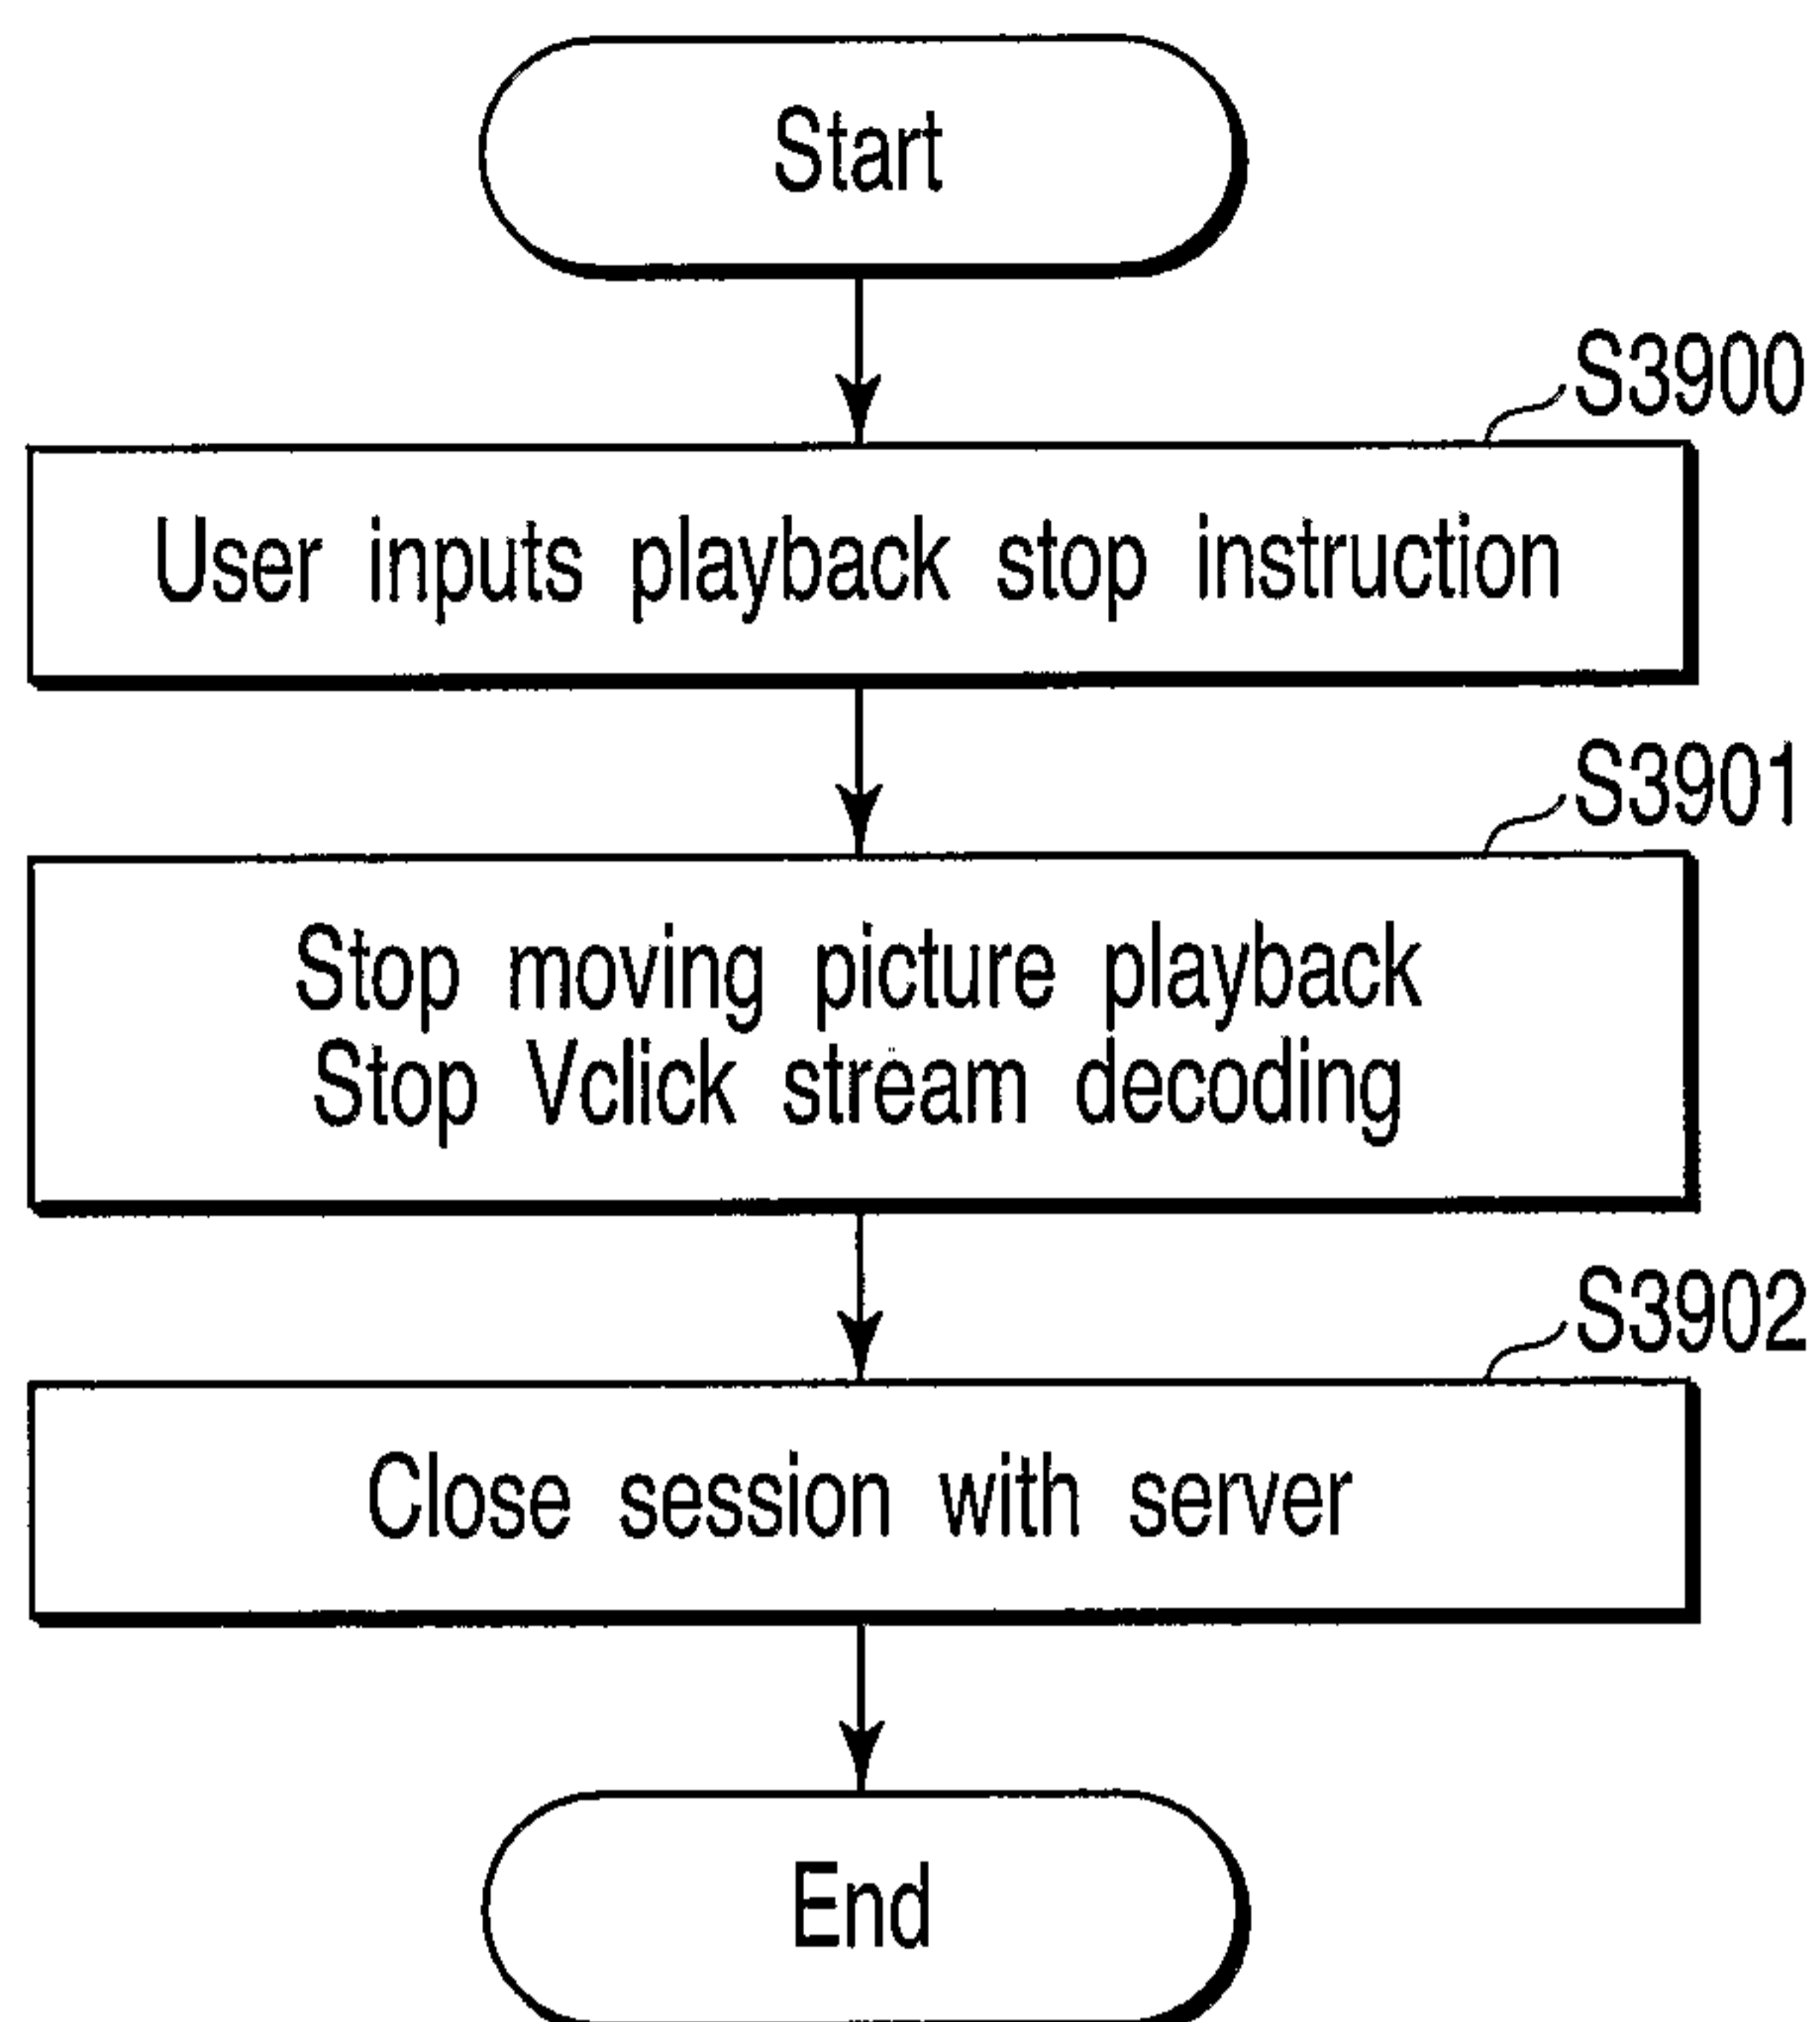 Start
S3900
User inputs playback stop instruction
S3901
Stop moving picture playback
Stop Vclick stream decoding
S3902
Close session with server
End